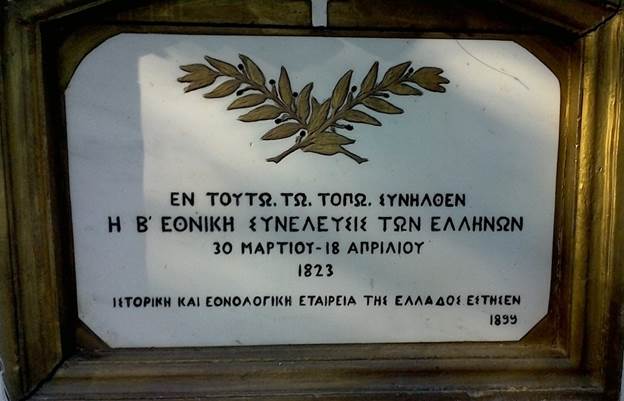 ΕΝ ΤΟΥΤΩ. ΤΩ. ΤΟΠΩ. ΣΥΝΗΛΘΕΝ
Η Β΄ ΕΘΝΙΚΗ ΣΥΝΕΛΕΥΣΙΣ ΤΩΝ ΕΛΛΗΝΩΝ
30 ΜΑΡΤΙΟΥ-18 ΑΠΡΙΛΙΟΥ
1823
ΙΣΤΟΡΙΚΗ ΚΑΙ ΕΘΝΟΛΟΓΙΚΗ ΕΤΑΙΡΕΙΑ ΤΗΣ ΕΛΛΑΔΟΣ ΕΣΤΗΣΕΝ
1899